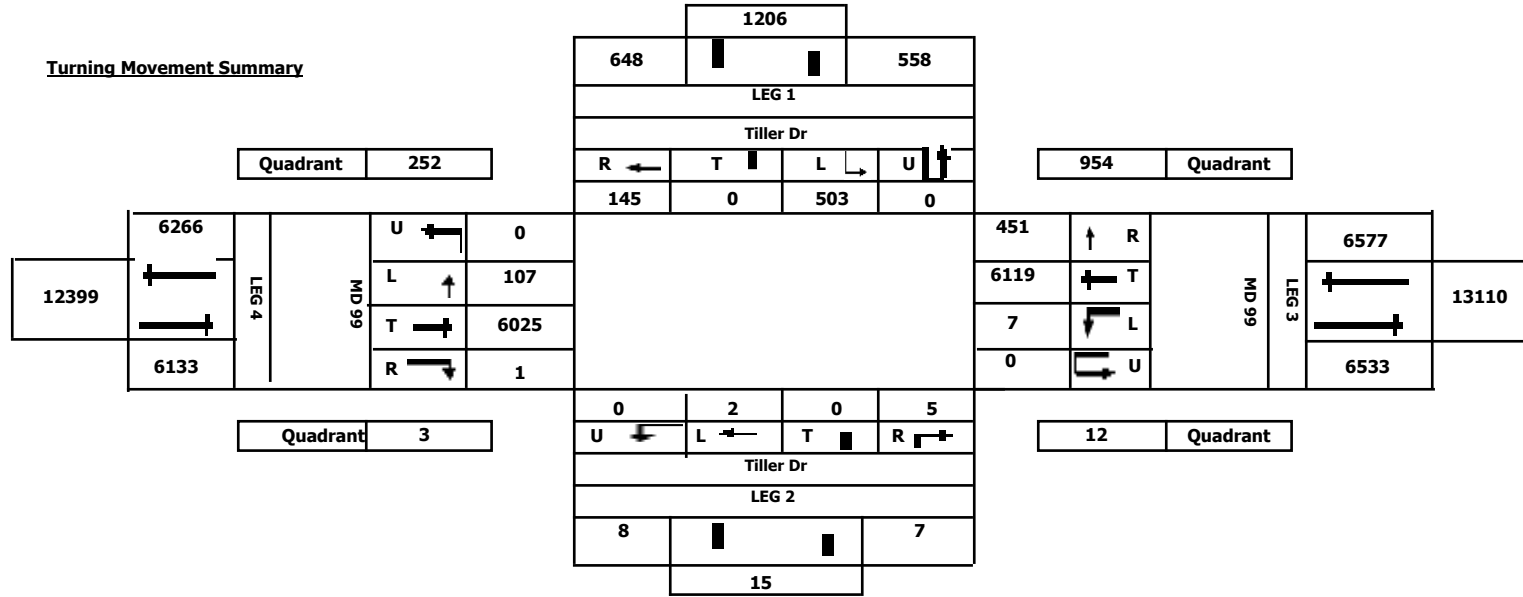 1206
Turning Movement Summary
648 558
LEG 1
Tiller Dr
Quadrant 252
R T L U
954 Quadrant
145 0 503 0
6266
U 0
451 R
6577
12399
LEG 4
MD 99
L 107
6119 T
MD 99
LEG 3
13110
T 6025
7 L
6133
R 1
0 U
6533
0 2 0 5
Quadrant 3
U L T R
12 Quadrant
Tiller Dr
LEG 2
8 7
15